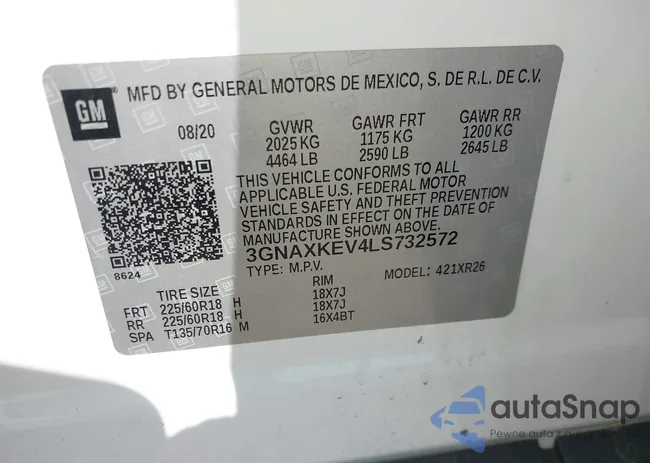 GM
MFD BY GENERAL MOTORS DE MEXICO, S. DE R.L. DE C.V.
08/20 GVWR GAWR FRT GAWR RR
2025 KG 1175 KG 1200 KG
4464 LB 2590 LB 2645 LB
THIS VEHICLE CONFORMS TO ALL
APPLICABLE U.S. FEDERAL MOTOR
VEHICLE SAFETY AND THEFT PREVENTION
STANDARDS IN EFFECT ON THE DATE OF
MANUFACTURE SHOWN ABOVE.
3GNAXKEV4LS732572
8624
TYPE: M.P.V. MODEL: 421XR26
TIRE SIZE RIM
FRT 225/60R18 H 18X7J
RR 225/60R18 H 18X7J
SPA T135/70R16 M 16X4BT
autaSnap
Pewne auto z autoryzowane